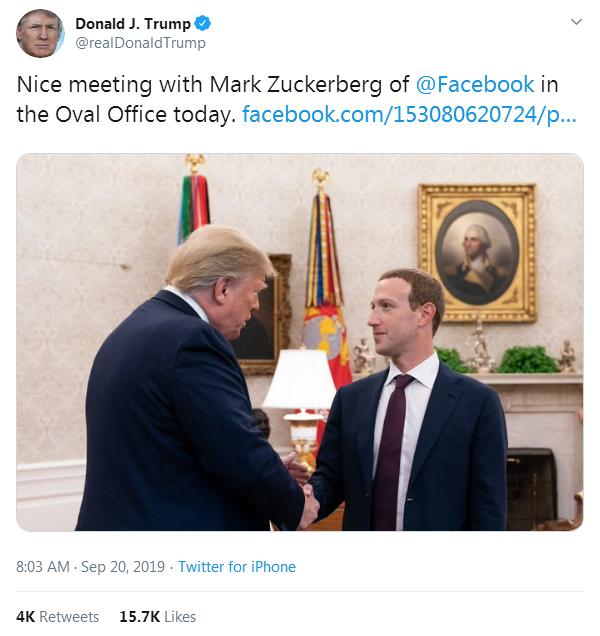 Donald J. Trump
@realDonaldTrump
Nice meeting with Mark Zuckerberg of @Facebook in
the Oval Office today. facebook.com/153080620724/p...
8:03 AM · Sep 20, 2019 · Twitter for iPhone
4K Retweets 15.7K Likes